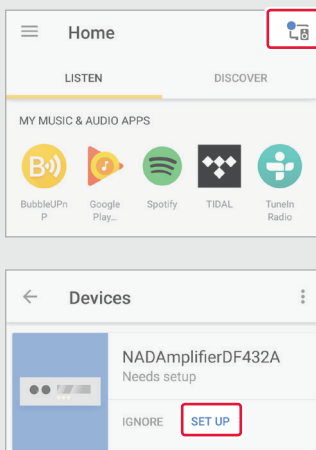 Home
LISTEN DISCOVER
MY MUSIC & AUDIO APPS
B
BubbleUPn
P
Google
Play...
Spotify
TIDAL
TuneIn
Radio
Devices
NADAmplifierDF432A
Needs setup
IGNORE SET UP